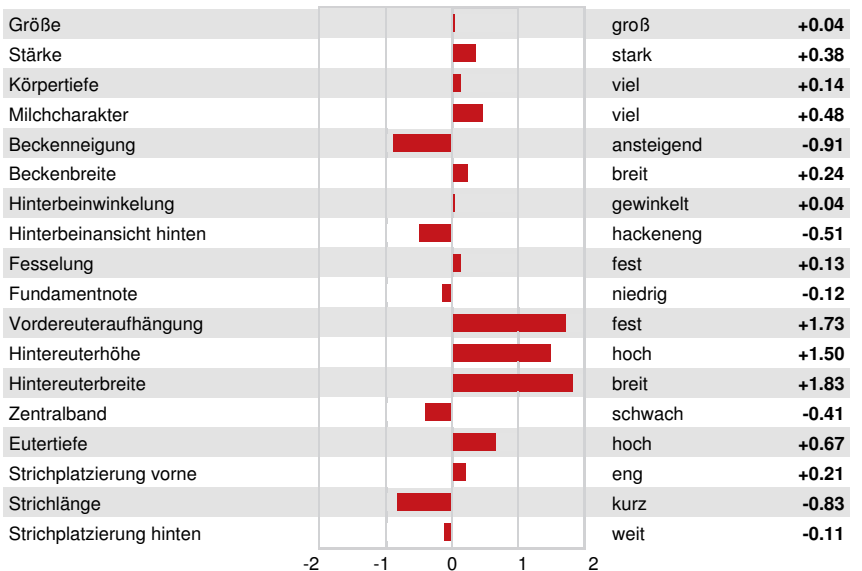 Größe groß +0.04
Stärke stark +0.38
Körpertiefe viel +0.14
Milchcharakter viel +0.48
Beckenneigung ansteigend -0.91
Beckenbreite breit +0.24
Hinterbeinwinkelung gewinkelt +0.04
Hinterbeinansicht hinten hackeneng -0.51
Fesselung fest +0.13
Fundamentnote niedrig -0.12
Vordereuteraufhängung fest +1.73
Hintereuterhöhe hoch +1.50
Hintereuterbreite breit +1.83
Zentralband schwach -0.41
Eutertiefe hoch +0.67
Strichplatzierung vorne eng +0.21
Strichlänge kurz -0.83
Strichplatzierung hinten weit -0.11
-2 -1 0 1 2